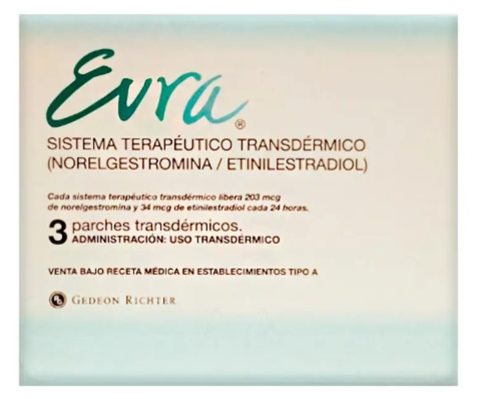 Evra®
SISTEMA TERAPÉUTICO TRANSDÉRMICO
(NORELGESTROMINA / ETINILESTRADIOL)
Cada sistema terapéutico transdérmico libera 203 mcg
de norelgestromina y 34 mcg de etinilestradiol cada 24 horas.
3 parches transdérmicos.
ADMINISTRACIÓN: USO TRANSDÉRMICO
VENTA BAJO RECETA MÉDICA EN ESTABLECIMIENTOS TIPO A
GEDEON RICHTER